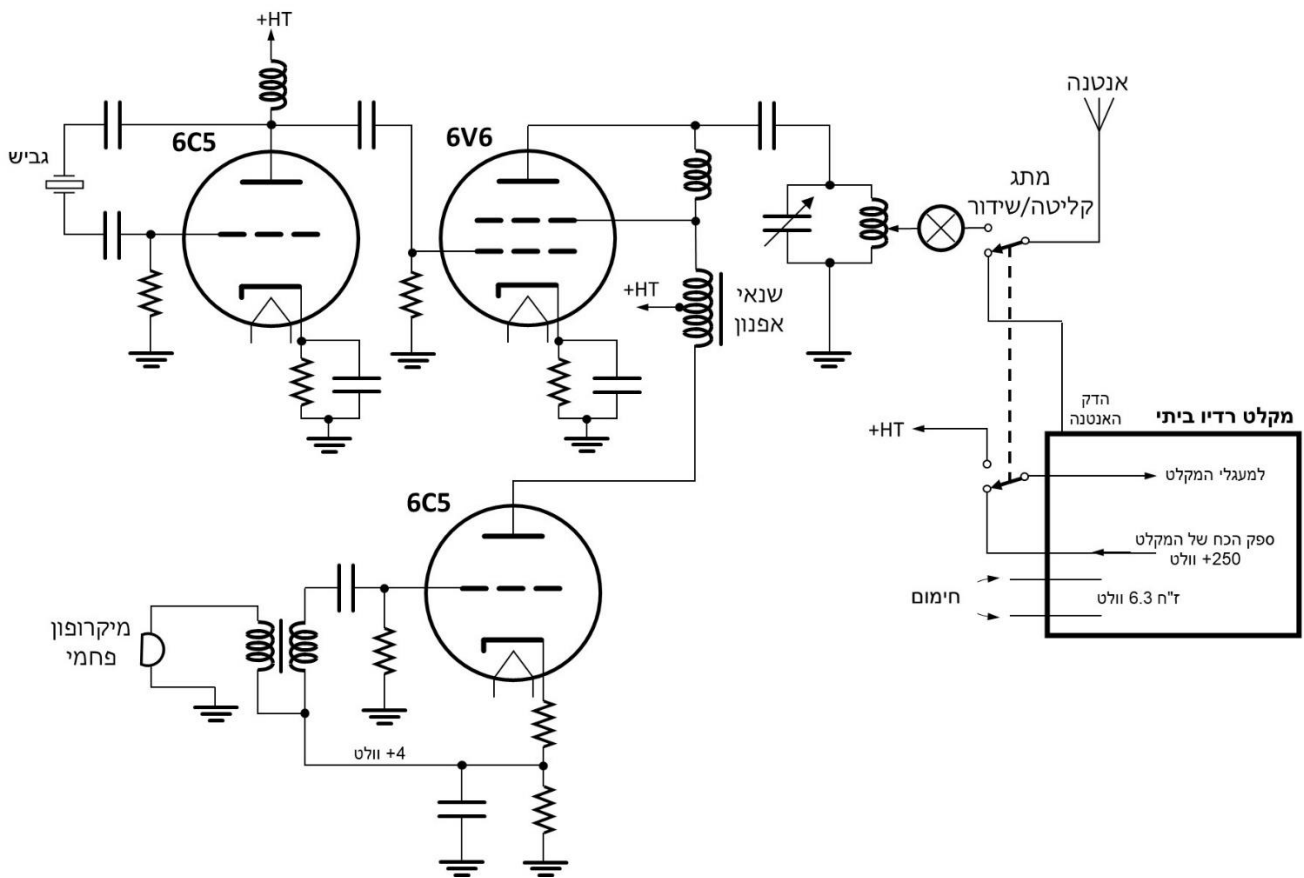 +HT
אנטנה
6C5
6V6
גביש
מתג
קליטה/שידור
+HT
שנאי
אפנון
הדק
האנטנה
מקלט רדיו ביתי
+HT
למעגלי המקלט
6C5
ספק הכח של המקלט
+250 וולט
חימום
ז"ח 6.3 וולט
מיקרופון
פחמי
+4 וולט